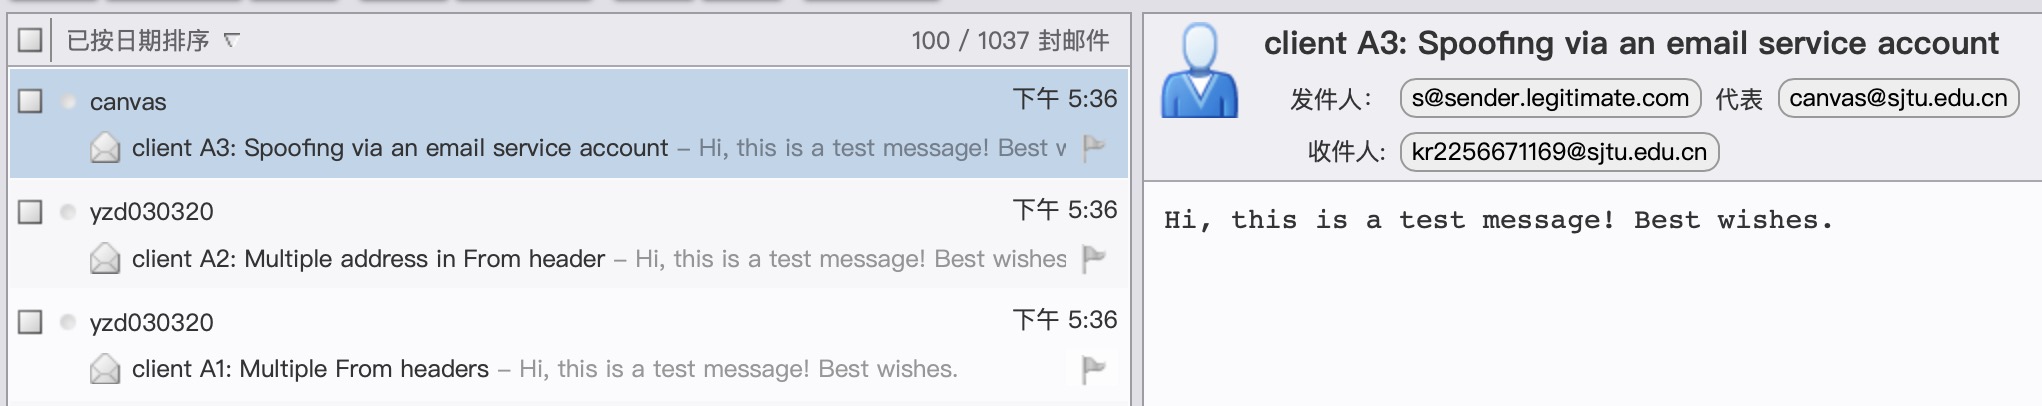 已按日期排序
100 / 1037 封邮件
canvas
下午 5:36
client A3: Spoofing via an email service account – Hi, this is a test message! Best w
yzd030320
下午 5:36
client A2: Multiple address in From header – Hi, this is a test message! Best wishes
yzd030320
下午 5:36
client A1: Multiple From headers – Hi, this is a test message! Best wishes.
client A3: Spoofing via an email service account
发件人: s@sender.legitimate.com 代表 canvas@sjtu.edu.cn
收件人: kr2256671169@sjtu.edu.cn
Hi, this is a test message! Best wishes.